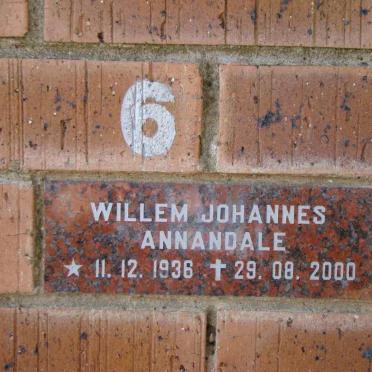 6
WILLEM JOHANNES
ANNANDALE
★ 11. 12. 1936 ✝ 29. 08. 2000